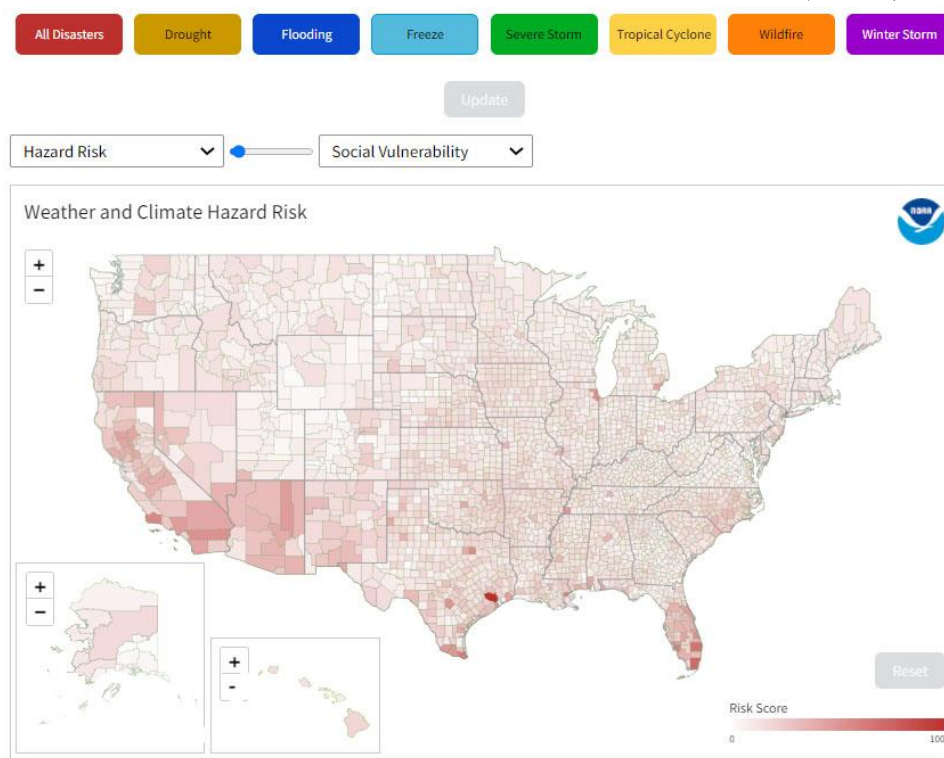 All Disasters
Drought
Flooding
Freeze
Severe Storm
Tropical Cyclone
Wildfire
Winter Storm
Update
Hazard Risk
Social Vulnerability
Weather and Climate Hazard Risk
NOAA
+
−
+
−
+
-
Reset
Risk Score
0
100